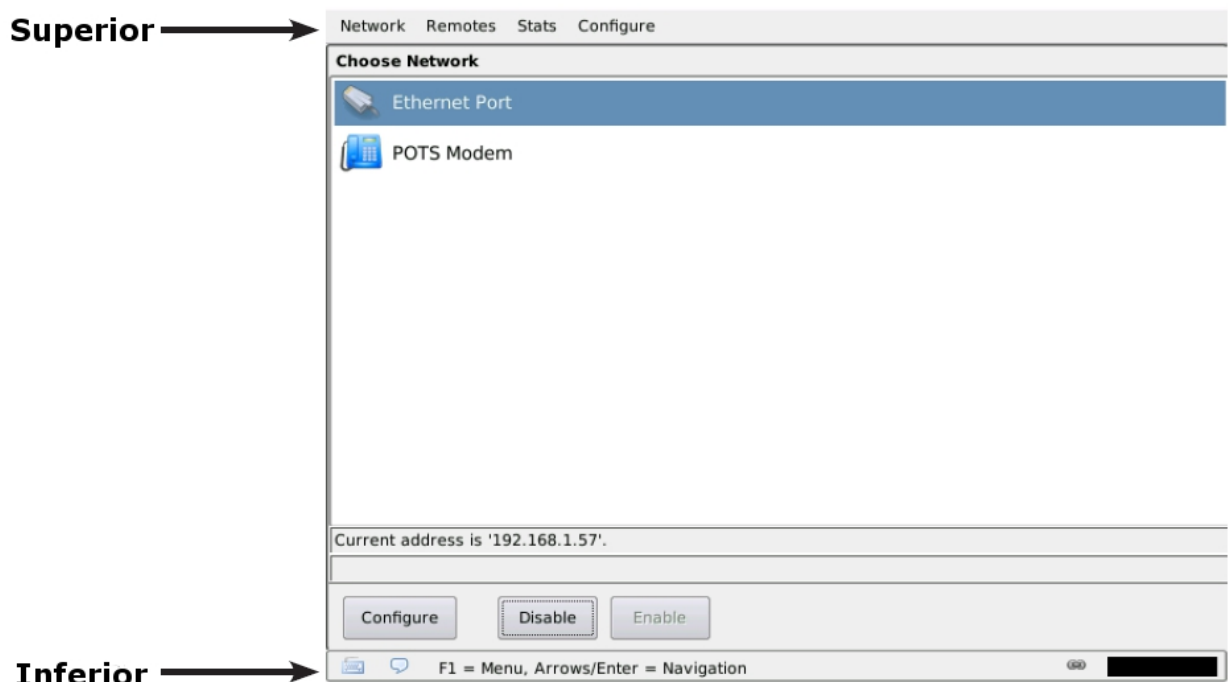 Superior
Network Remotes Stats Configure
Choose Network
Ethernet Port
POTS Modem
Current address is '192.168.1.57'.
Configure Disable Enable
Inferior
F1 = Menu, Arrows/Enter = Navigation